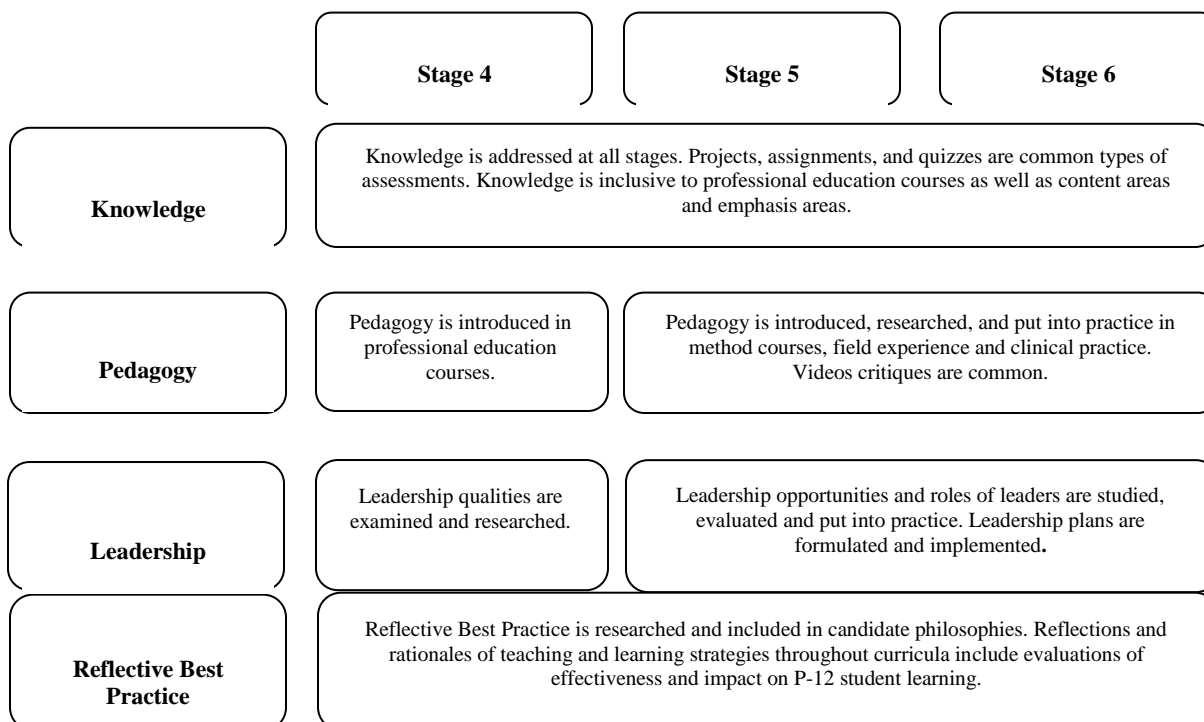 Stage 4
Stage 5
Stage 6
Knowledge
Knowledge is addressed at all stages. Projects, assignments, and quizzes are common types of
assessments. Knowledge is inclusive to professional education courses as well as content areas
and emphasis areas.
Pedagogy
Pedagogy is introduced in
professional education
courses.
Pedagogy is introduced, researched, and put into practice in
method courses, field experience and clinical practice.
Videos critiques are common.
Leadership
Leadership qualities are
examined and researched.
Leadership opportunities and roles of leaders are studied,
evaluated and put into practice. Leadership plans are
formulated and implemented.
Reflective Best
Practice
Reflective Best Practice is researched and included in candidate philosophies. Reflections and
rationales of teaching and learning strategies throughout curricula include evaluations of
effectiveness and impact on P-12 student learning.